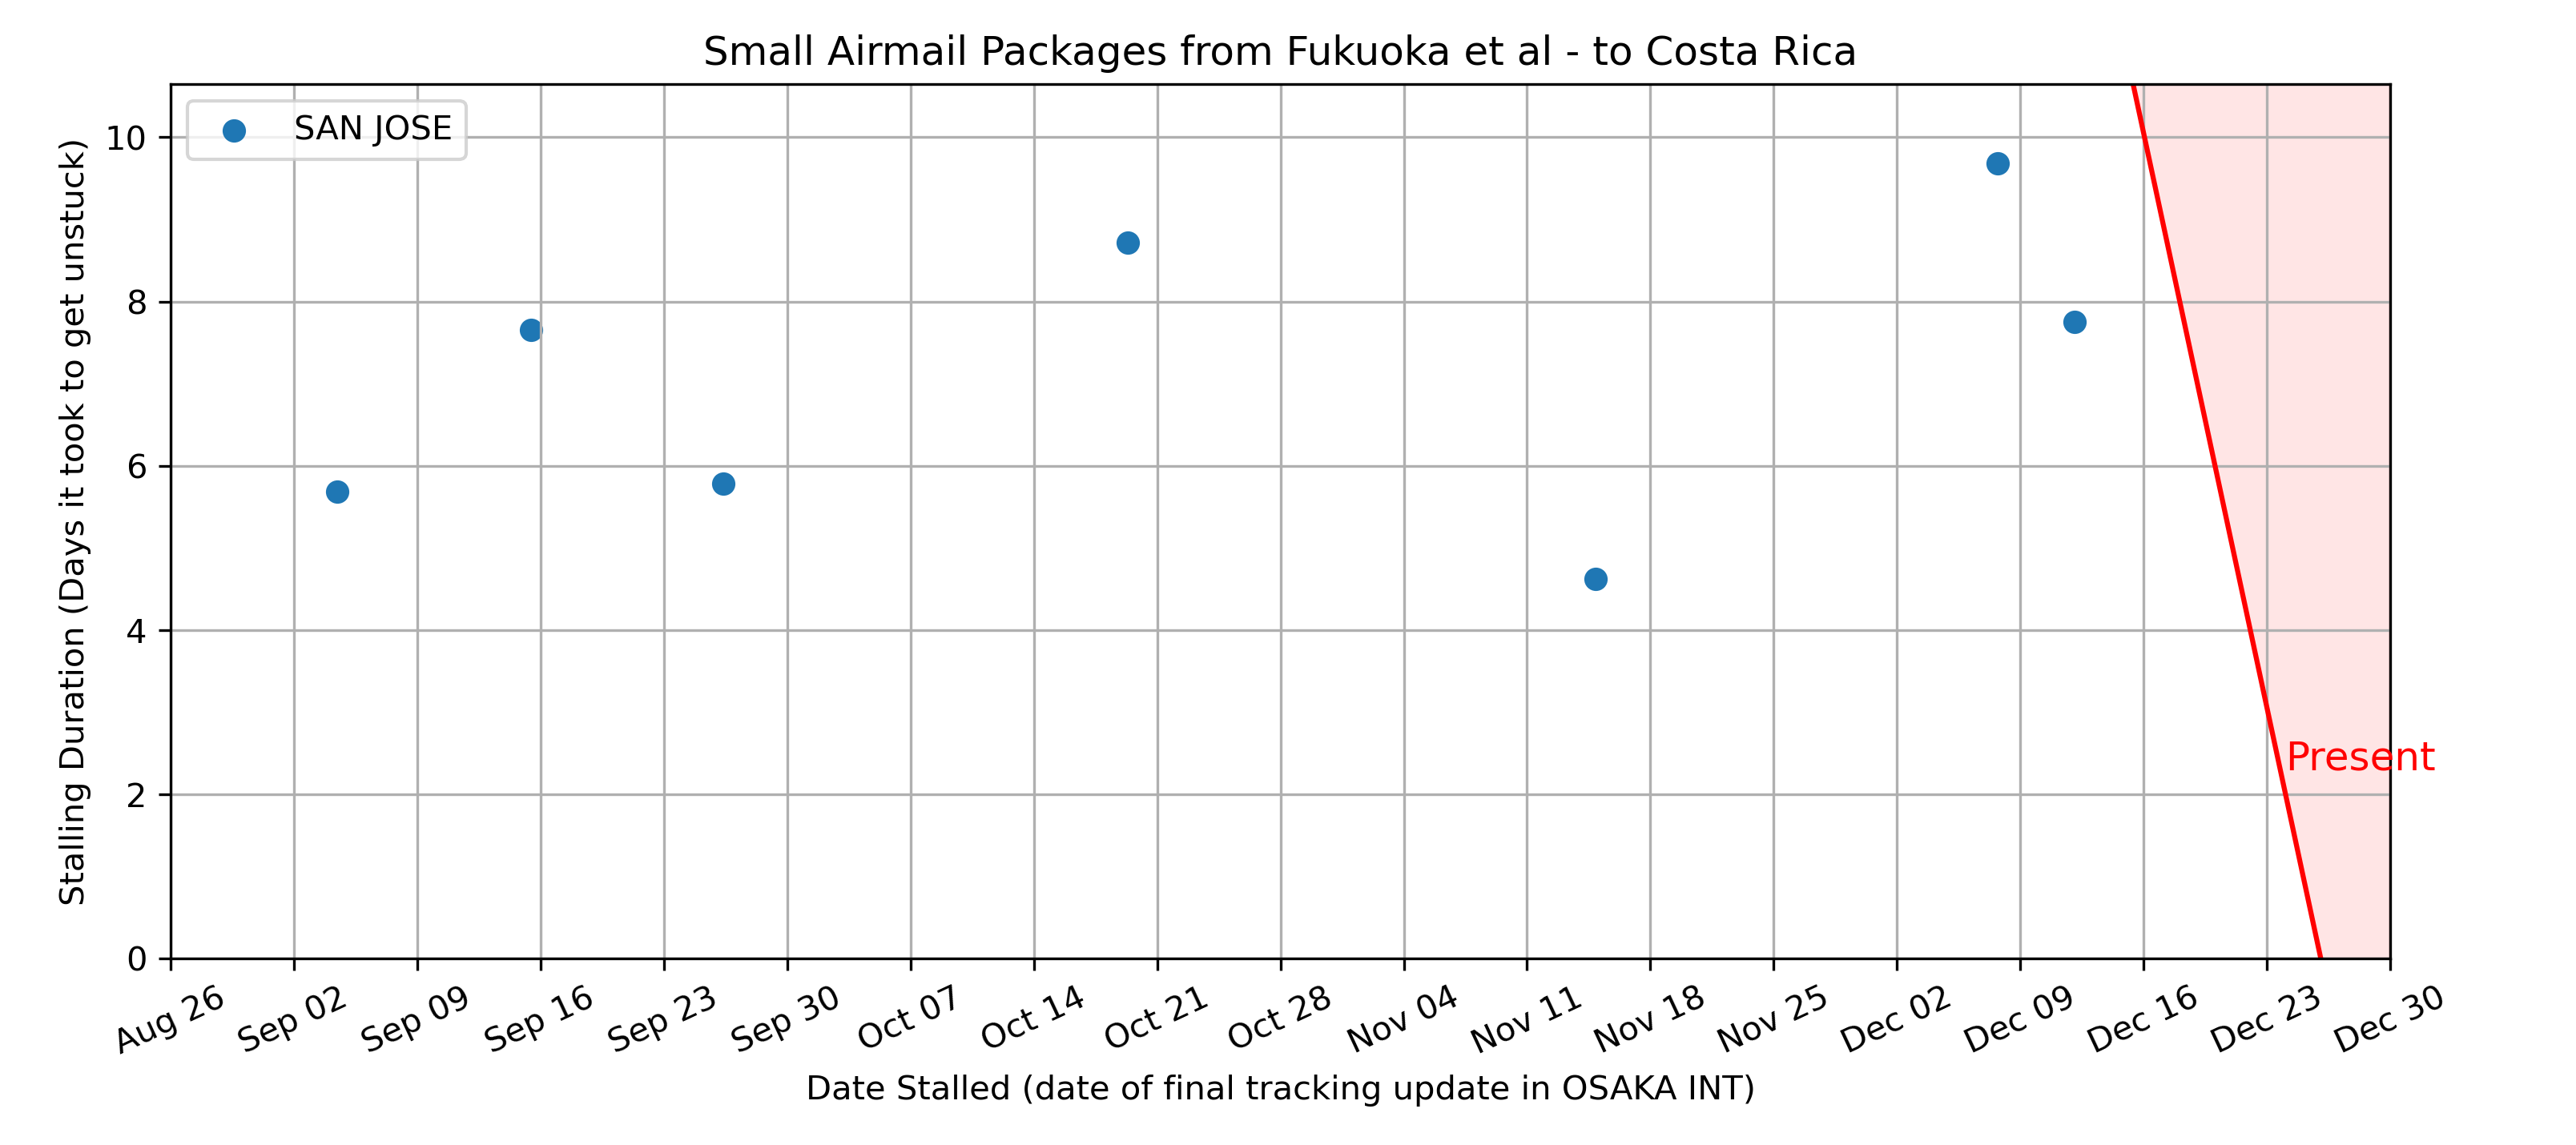 Small Airmail Packages from Fukuoka et al - to Costa Rica
SAN JOSE
Stalling Duration (Days it took to get unstuck)
10
8
6
4
2
0
Present
Aug 26
Sep 02
Sep 09
Sep 16
Sep 23
Sep 30
Oct 07
Oct 14
Oct 21
Oct 28
Nov 04
Nov 11
Nov 18
Nov 25
Dec 02
Dec 09
Dec 16
Dec 23
Dec 30
Date Stalled (date of final tracking update in OSAKA INT)